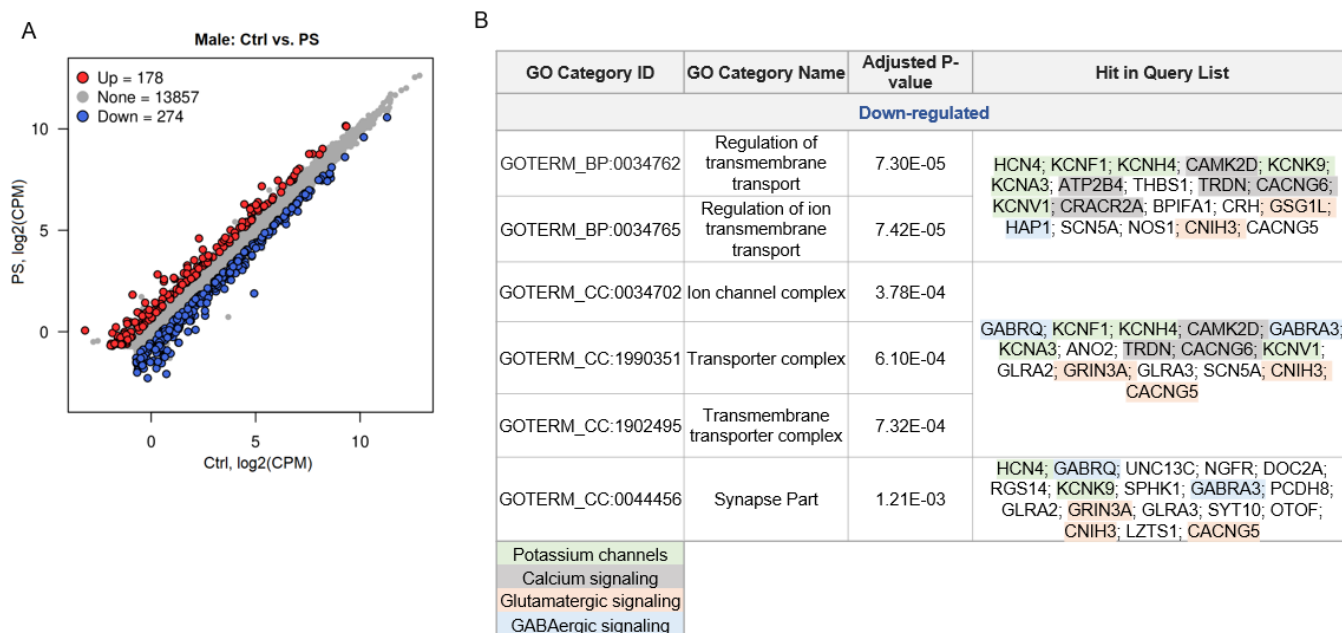 A
Male: Ctrl vs. PS
Up = 178
None = 13857
Down = 274
10
5
0
PS, log2(CPM)
0
5
10
Ctrl, log2(CPM)
B
GO Category ID
GO Category Name
Adjusted P-
value
Hit in Query List
Down-regulated
GOTERM_BP:0034762
Regulation of
transmembrane
transport
7.30E-05
GOTERM_BP:0034765
Regulation of ion
transmembrane
transport
7.42E-05
HCN4; KCNF1; KCNH4; CAMK2D; KCNK9;
KCNA3; ATP2B4; THBS1; TRDN; CACNG6;
KCNV1; CRACR2A; BPIFA1; CRH; GSG1L;
HAP1; SCN5A; NOS1; CNIH3; CACNG5
GOTERM_CC:0034702
Ion channel complex
3.78E-04
GOTERM_CC:1990351
Transporter complex
6.10E-04
GOTERM_CC:1902495
Transmembrane
transporter complex
7.32E-04
GABRQ; KCNF1; KCNH4; CAMK2D; GABRA3;
KCNA3; ANO2; TRDN; CACNG6; KCNV1;
GLRA2; GRIN3A; GLRA3; SCN5A; CNIH3;
CACNG5
GOTERM_CC:0044456
Synapse Part
1.21E-03
HCN4; GABRQ; UNC13C; NGFR; DOC2A;
RGS14; KCNK9; SPHK1; GABRA3; PCDH8;
GLRA2; GRIN3A; GLRA3; SYT10; OTOF;
CNIH3; LZTS1; CACNG5
Potassium channels
Calcium signaling
Glutamatergic signaling
GABAergic signaling